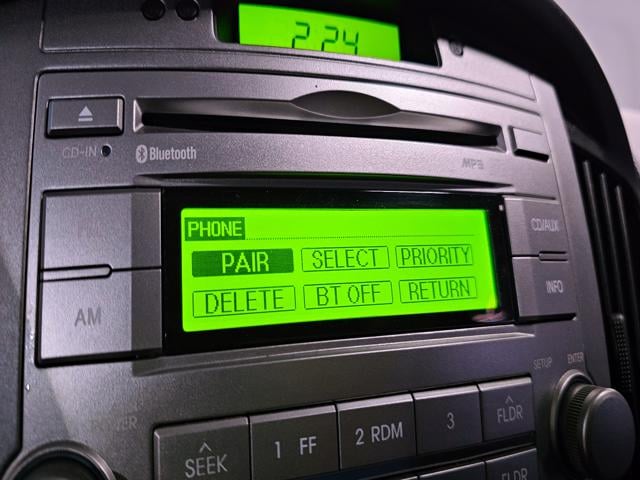 2:24
CD-IN
Bluetooth
MP3
PHONE
PAIR SELECT PRIORITY
DELETE BT OFF RETURN
CD/AUX
AM
INFO
SETUP ENTER
SEEK
1 FF
2 RDM
3
FLDR
FLDR